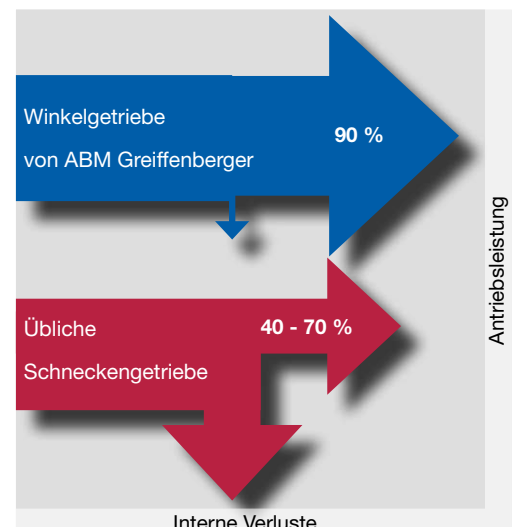 Winkelgetriebe
von ABM Greiffenberger
90 %
Übliche
Schneckengetriebe
40 - 70 %
Antriebsleistung
Interne Verluste